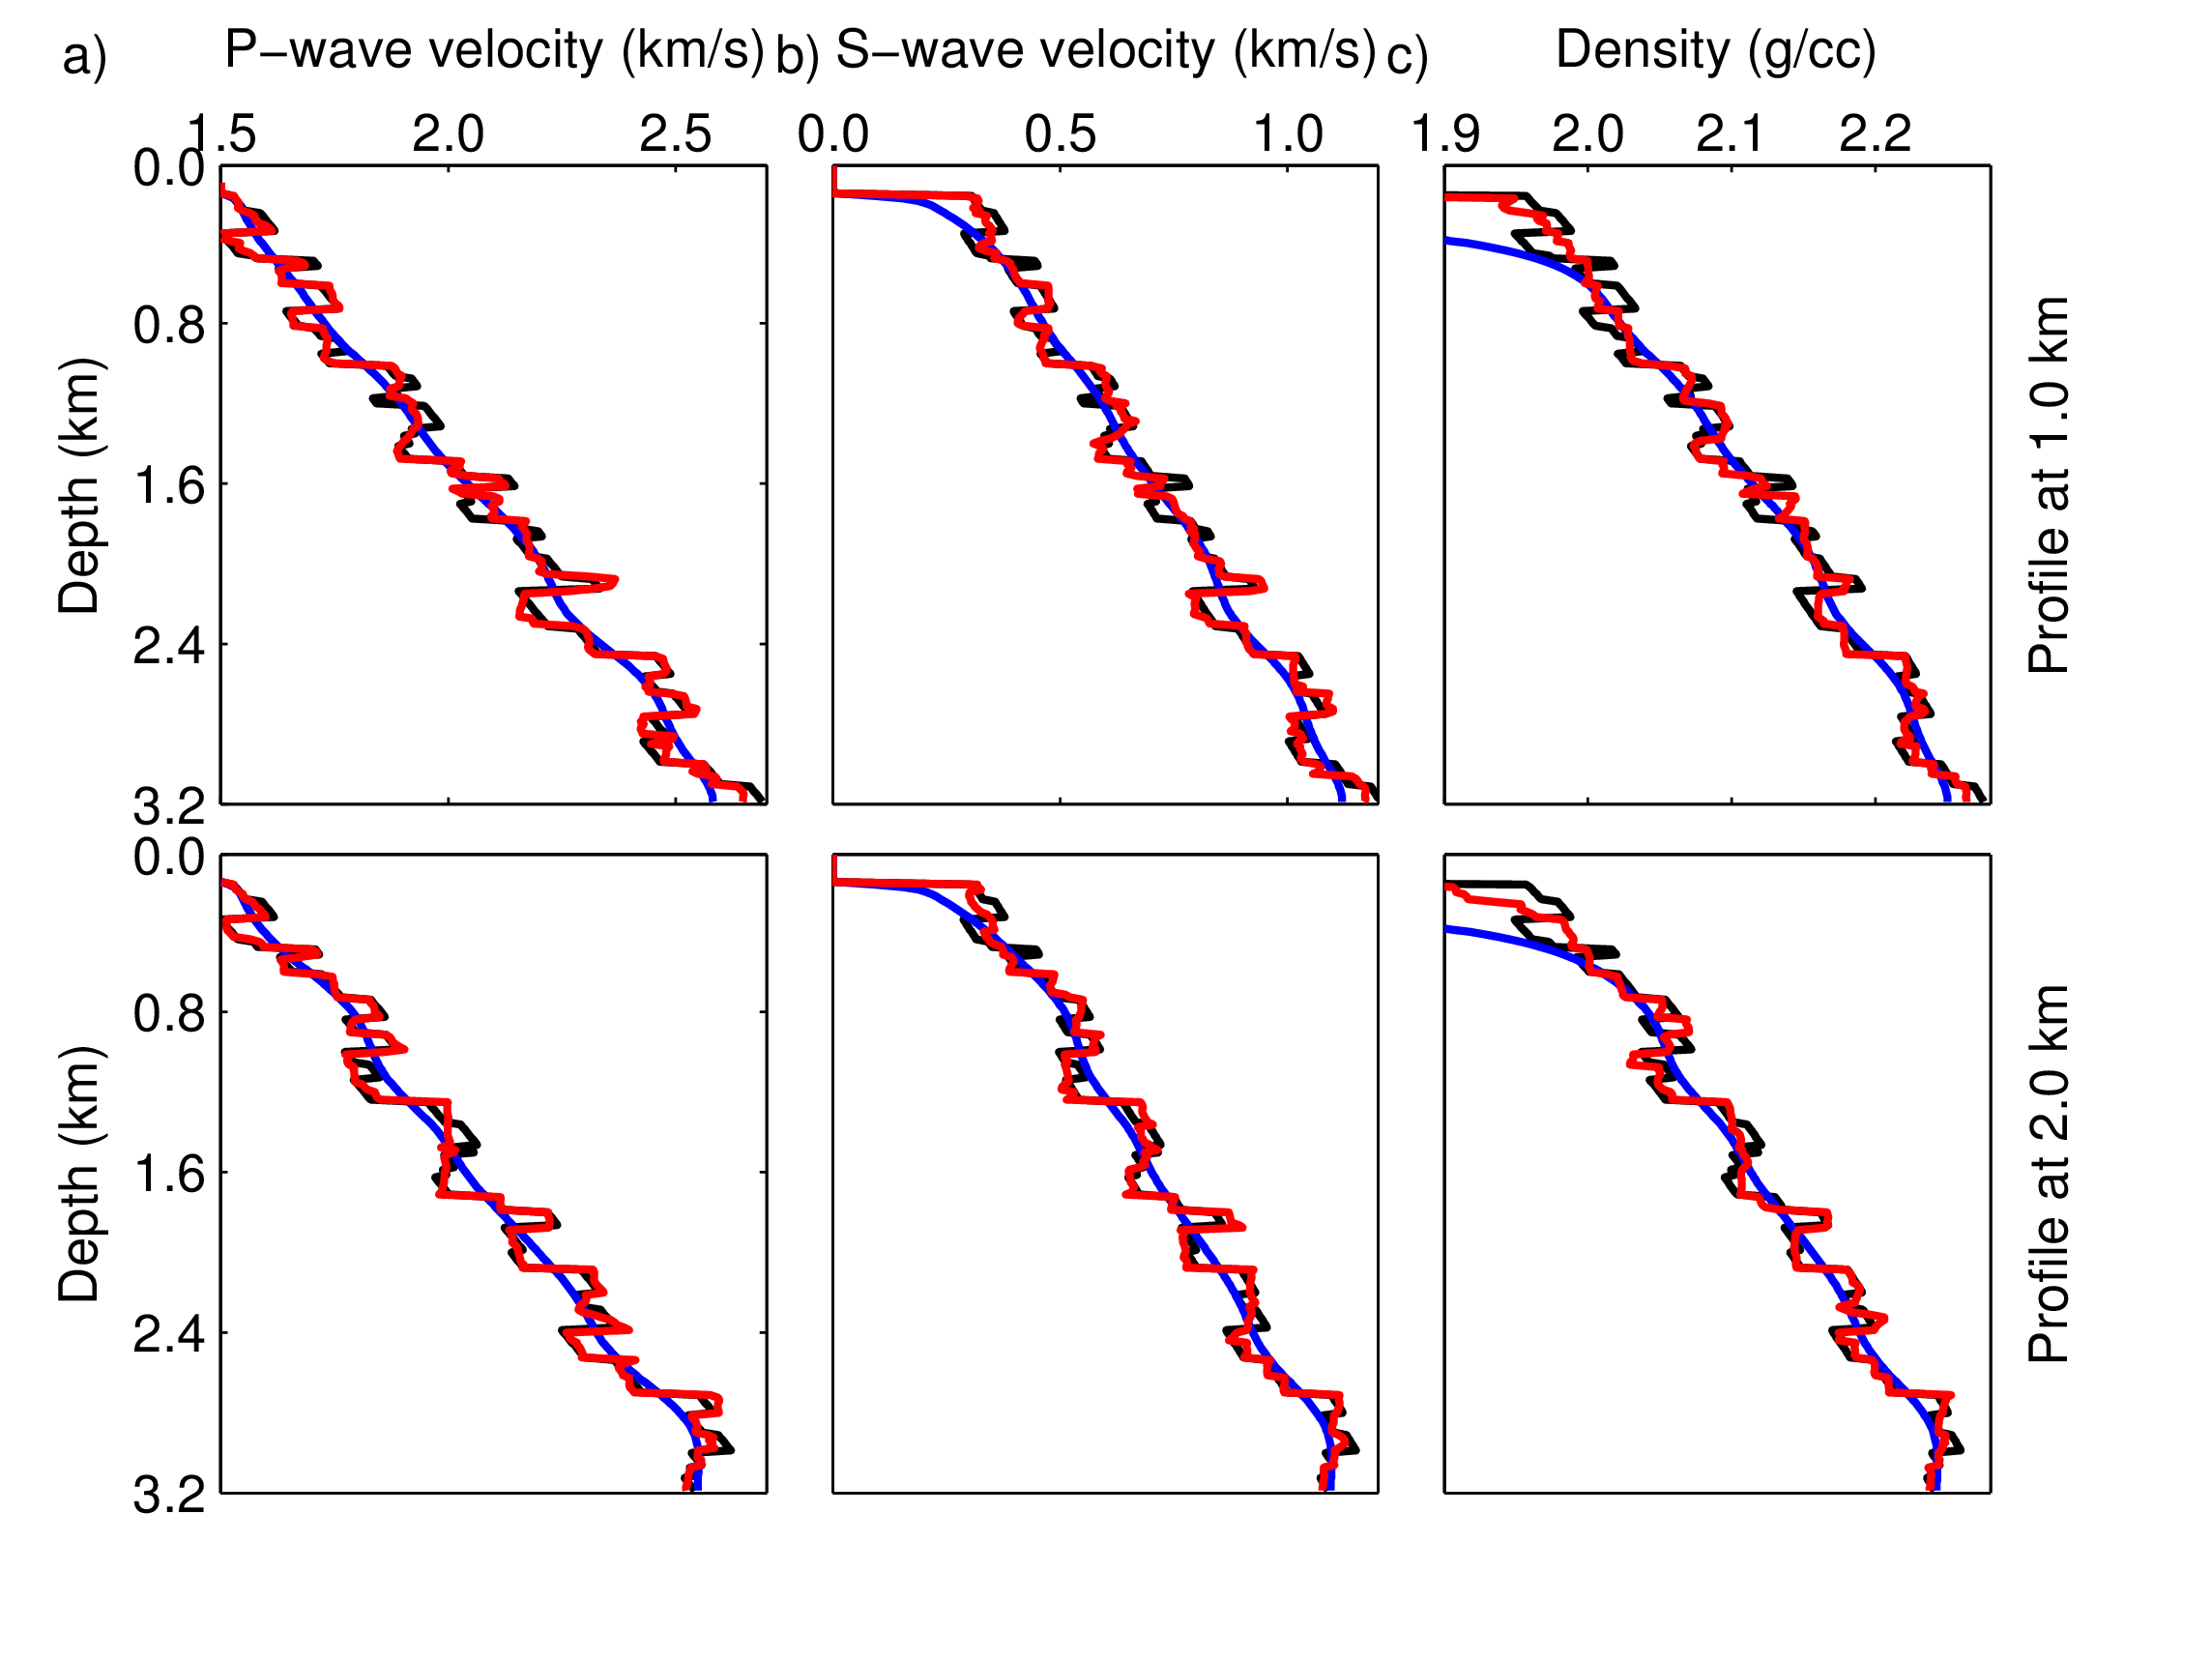 a) P−wave velocity (km/s) b) S−wave velocity (km/s) c) Density (g/cc)
1.5 2.0 2.5 0.0 0.5 1.0 1.9 2.0 2.1 2.2
0.0
0.8
1.6
2.4
3.2
Depth (km)
Profile at 1.0 km
0.0
0.8
1.6
2.4
3.2
Depth (km)
Profile at 2.0 km